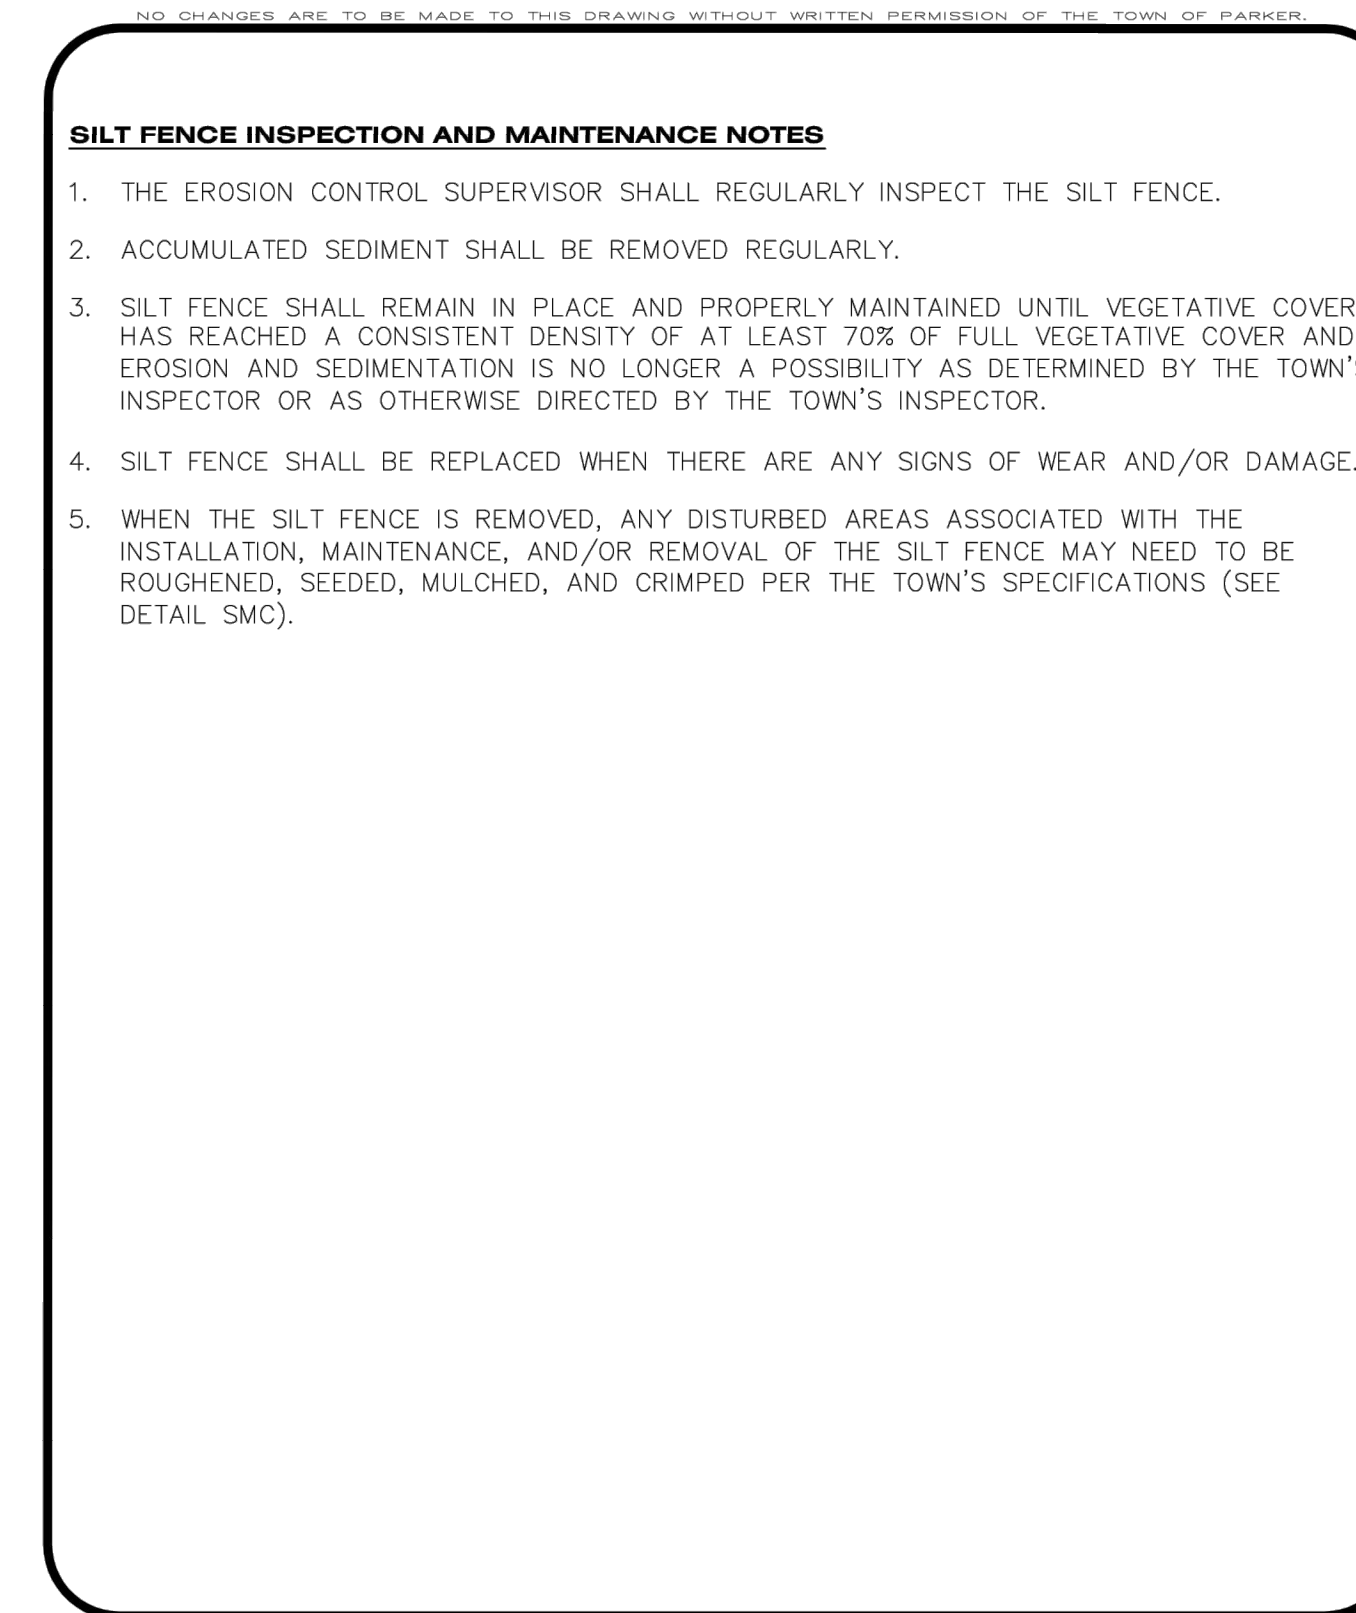 NO CHANGES ARE TO BE MADE TO THIS DRAWING WITHOUT WRITTEN PERMISSION OF THE TOWN OF PARKER.
SILT FENCE INSPECTION AND MAINTENANCE NOTES
1. THE EROSION CONTROL SUPERVISOR SHALL REGULARLY INSPECT THE SILT FENCE.
2. ACCUMULATED SEDIMENT SHALL BE REMOVED REGULARLY.
3. SILT FENCE SHALL REMAIN IN PLACE AND PROPERLY MAINTAINED UNTIL VEGETATIVE COVER
HAS REACHED A CONSISTENT DENSITY OF AT LEAST 70% OF FULL VEGETATIVE COVER AND
EROSION AND SEDIMENTATION IS NO LONGER A POSSIBILITY AS DETERMINED BY THE TOWN'S
INSPECTOR OR AS OTHERWISE DIRECTED BY THE TOWN'S INSPECTOR.
4. SILT FENCE SHALL BE REPLACED WHEN THERE ARE ANY SIGNS OF WEAR AND/OR DAMAGE.
5. WHEN THE SILT FENCE IS REMOVED, ANY DISTURBED AREAS ASSOCIATED WITH THE
INSTALLATION, MAINTENANCE, AND/OR REMOVAL OF THE SILT FENCE MAY NEED TO BE
ROUGHENED, SEEDED, MULCHED, AND CRIMPED PER THE TOWN'S SPECIFICATIONS (SEE
DETAIL SMC).